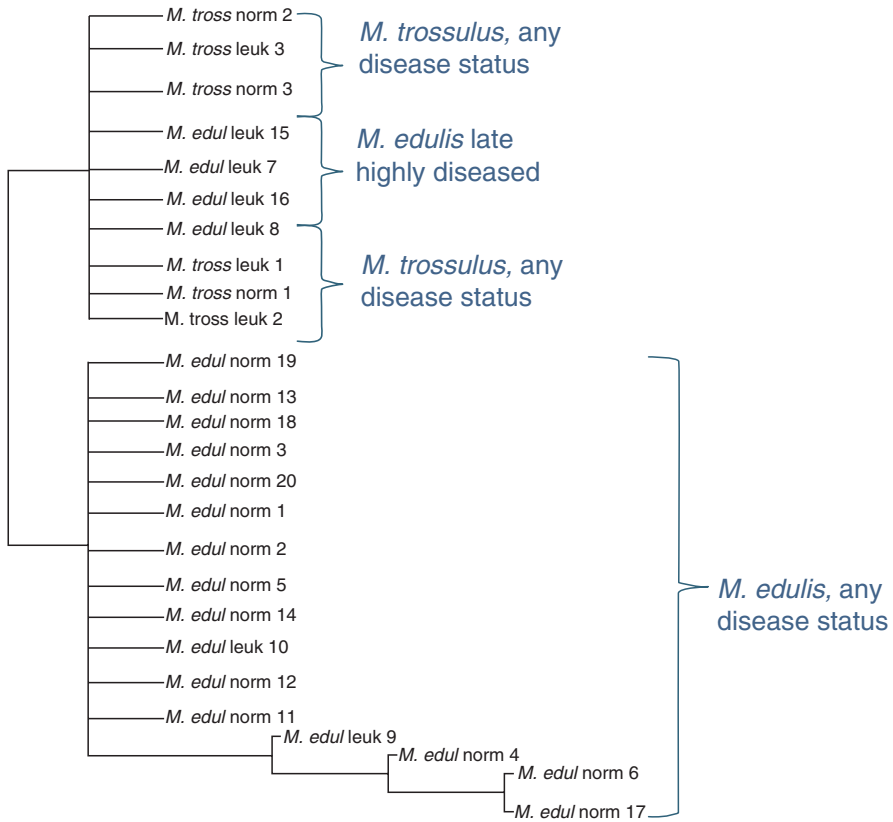 M. tross norm 2
M. tross leuk 3
M. tross norm 3
M. trossulus, any
disease status
M. edul leuk 15
M. edul leuk 7
M. edul leuk 16
M. edulis late
highly diseased
M. edul leuk 8
M. tross leuk 1
M. tross norm 1
M. tross leuk 2
M. trossulus, any
disease status
M. edul norm 19
M. edul norm 13
M. edul norm 18
M. edul norm 3
M. edul norm 20
M. edul norm 1
M. edul norm 2
M. edul norm 5
M. edul norm 14
M. edul leuk 10
M. edul norm 12
M. edul norm 11
M. edul leuk 9
M. edul norm 4
M. edul norm 6
M. edul norm 17
M. edulis, any
disease status